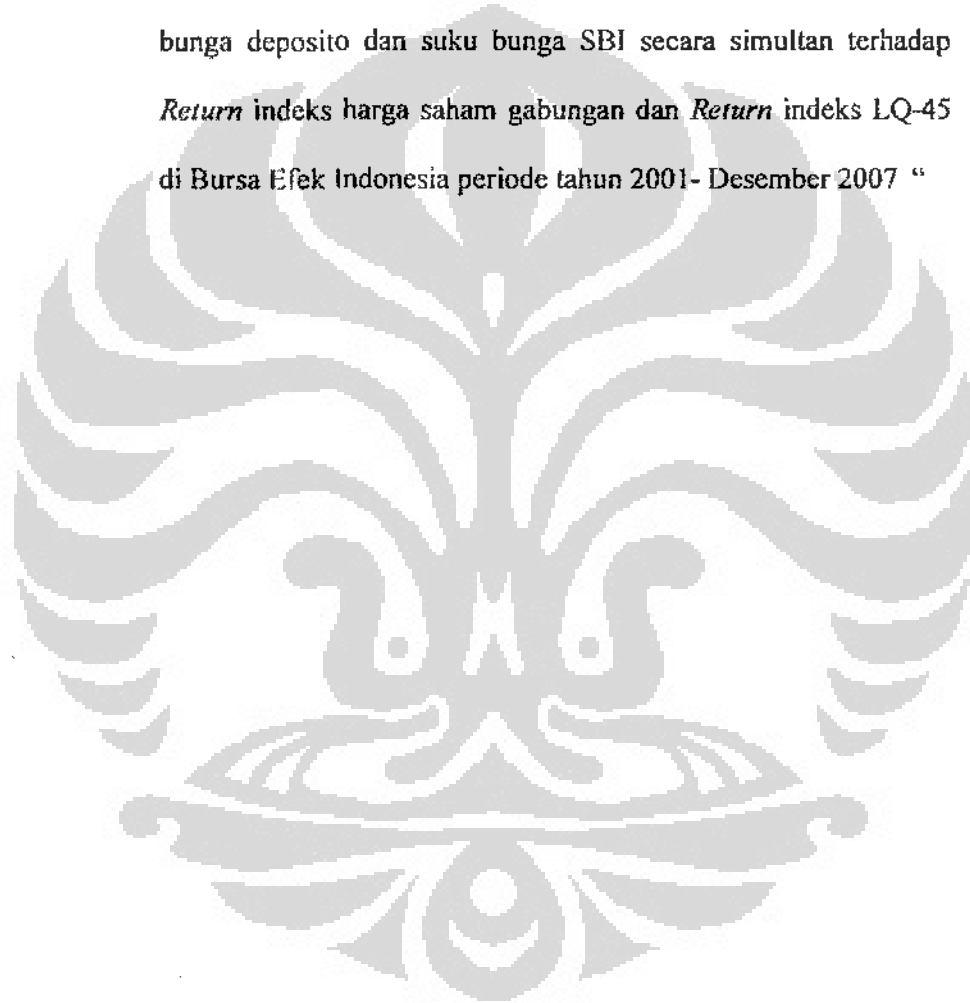 bunga deposito dan suku bunga SBI secara simultan terhadap
Return indeks harga saham gabungan dan Return indeks LQ-45
di Bursa Efek Indonesia periode tahun 2001- Desember 2007 “